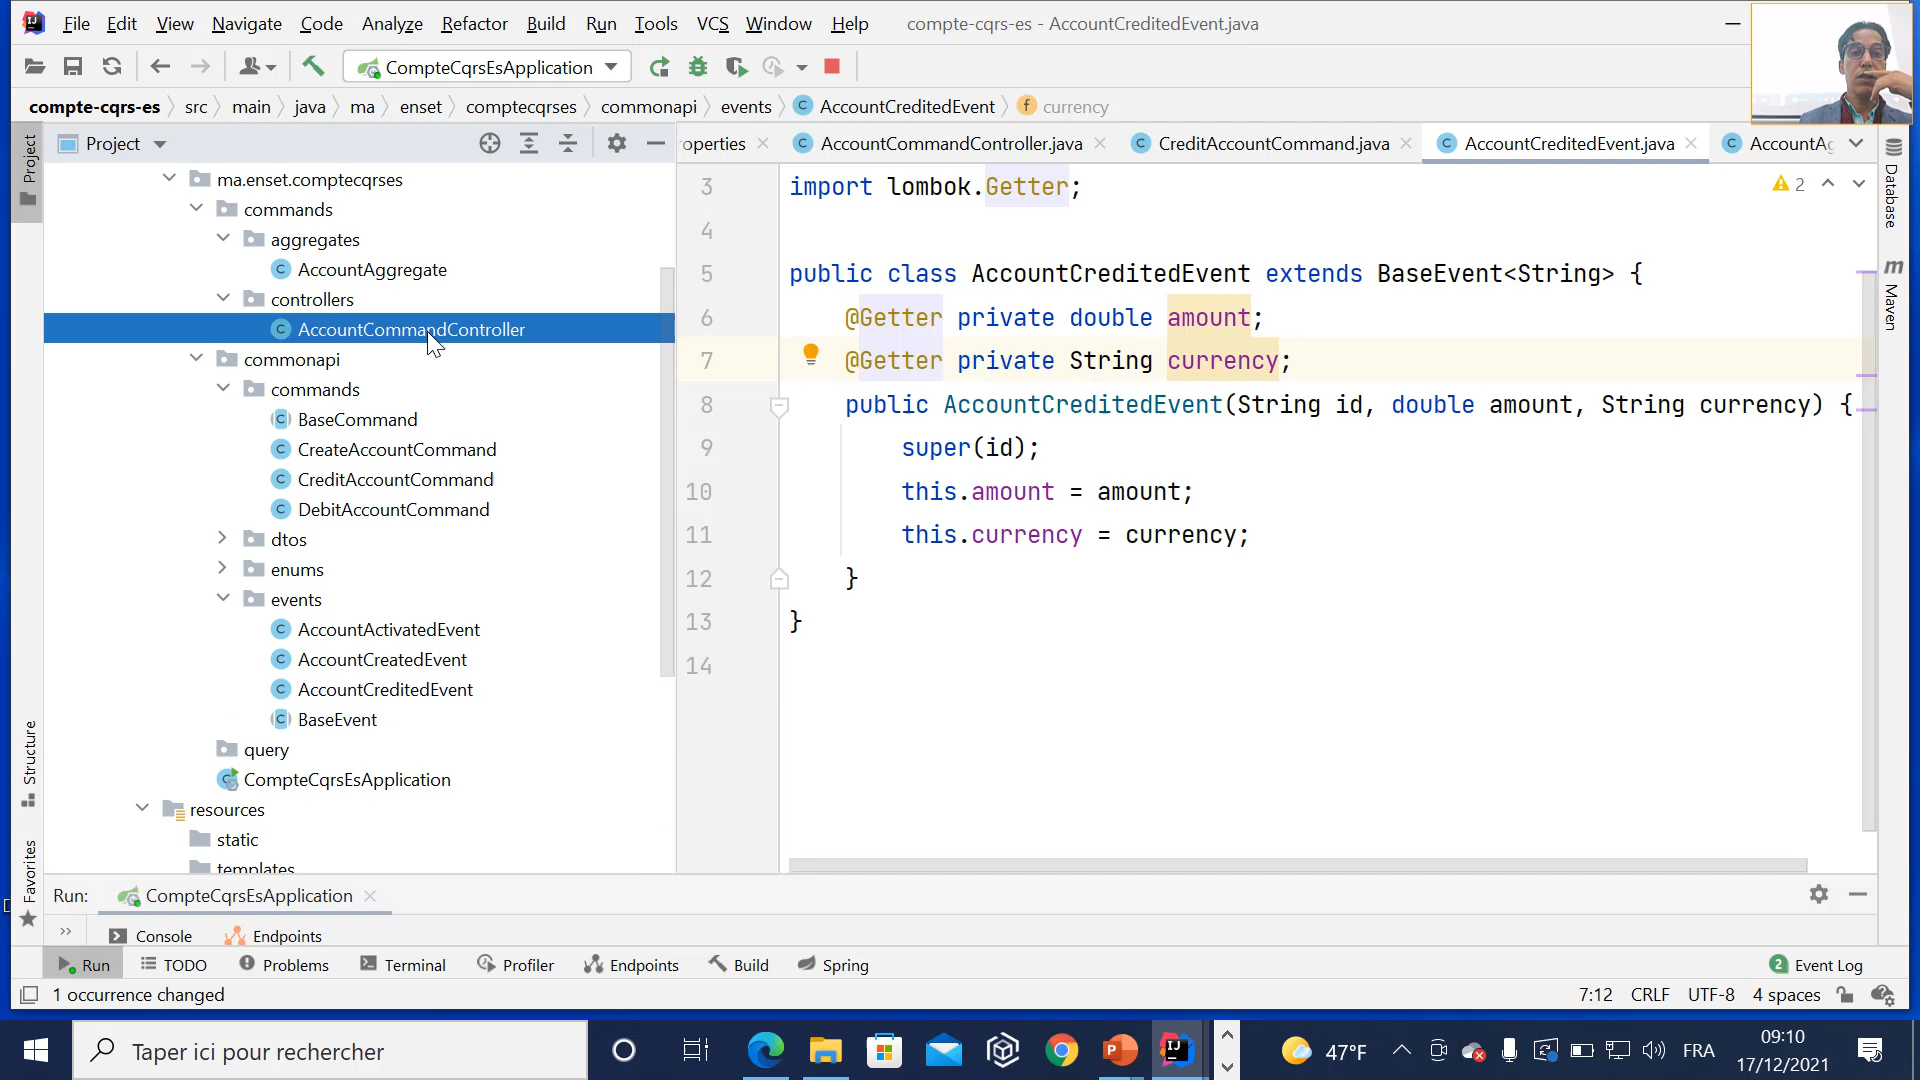 File Edit View Navigate Code Analyze Refactor Build Run Tools VCS Window Help compte-cqrs-es - AccountCreditedEvent.java
CompteCqrsEsApplication
compte-cqrs-es src main java ma enset comptecqrses commonapi events AccountCreditedEvent currency
Project
operties AccountCommandController.java CreditAccountCommand.java AccountCreditedEvent.java AccountAg
ma.enset.comptecqrses
commands
aggregates
AccountAggregate
controllers
AccountCommandController
commonapi
commands
BaseCommand
CreateAccountCommand
CreditAccountCommand
DebitAccountCommand
dtos
enums
events
AccountActivatedEvent
AccountCreatedEvent
AccountCreditedEvent
BaseEvent
query
CompteCqrsEsApplication
resources
static
templates
3 import lombok.Getter;
4
5 public class AccountCreditedEvent extends BaseEvent<String> {
6 @Getter private double amount;
7 @Getter private String currency;
8 public AccountCreditedEvent(String id, double amount, String currency) {
9 super(id);
10 this.amount = amount;
11 this.currency = currency;
12 }
13 }
14
2
Project
Structure
Favorites
Database
Maven
Run: CompteCqrsEsApplication
Console Endpoints
Run TODO Problems Terminal Profiler Endpoints Build Spring 2 Event Log
1 occurrence changed 7:12 CRLF UTF-8 4 spaces
Taper ici pour rechercher 47°F FRA 09:10
17/12/2021